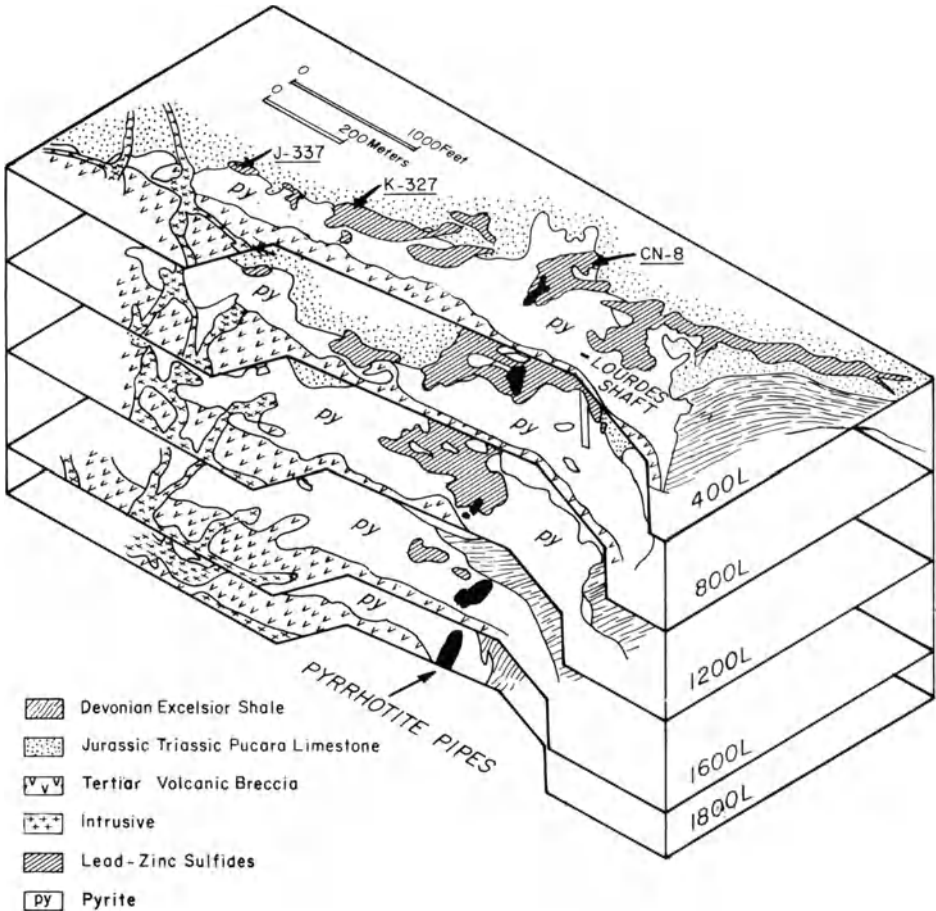 0
1000 Feet
0
200 Meters
J-337
K-327
CN-8
py
py
py
py
py
py
py
py
LOURDES
SHAFT
400L
800L
1200L
1600L
1800L
PYRRHOTITE PIPES
Devonian Excelsior Shale
Jurassic Triassic Pucara Limestone
Tertiar Volcanic Breccia
Intrusive
Lead-Zinc Sulfides
py Pyrite